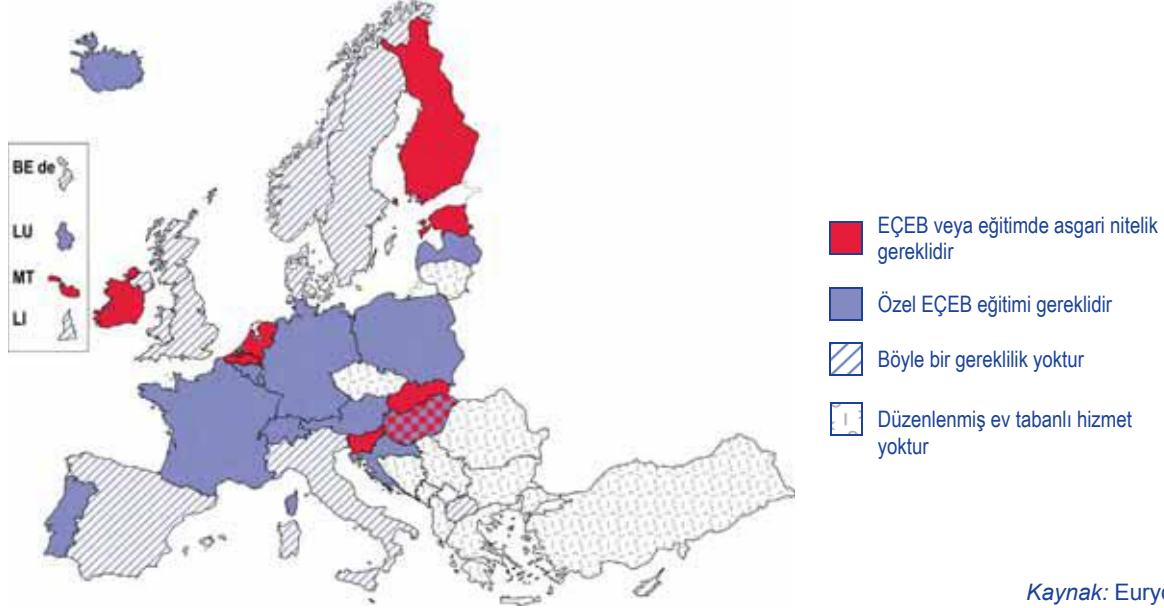 BE de
LU
MT
LI
EÇEB veya eğitimde asgari nitelik
gereklidir
Özel EÇEB eğitimi gereklidir
Böyle bir gereklilik yoktur
Düzenlenmiş ev tabanlı hizmet
yoktur
Kaynak: